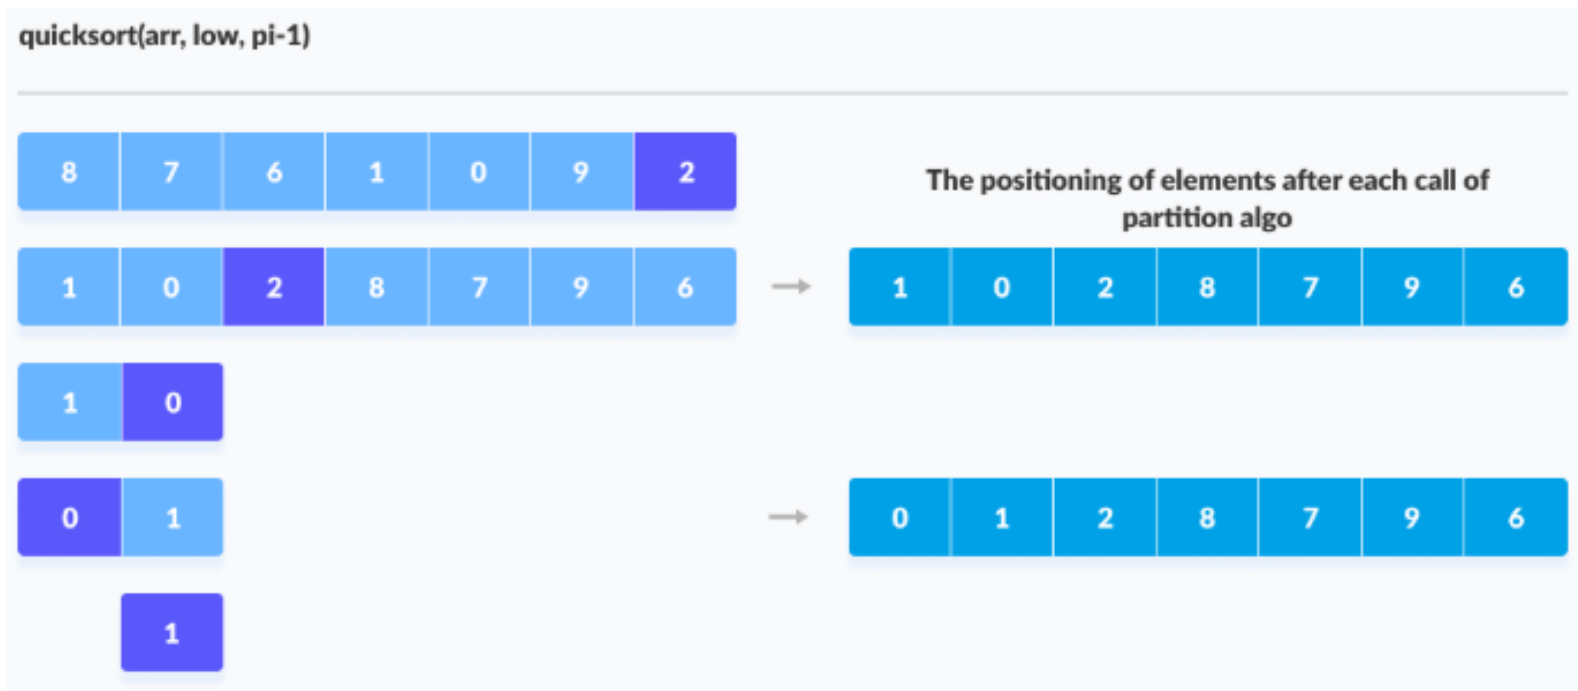 quicksort(arr, low, pi-1)
8 7 6 1 0 9 2
The positioning of elements after each call of
partition algo
1 0 2 8 7 9 6 → 1 0 2 8 7 9 6
1 0
0 1 → 0 1 2 8 7 9 6
1